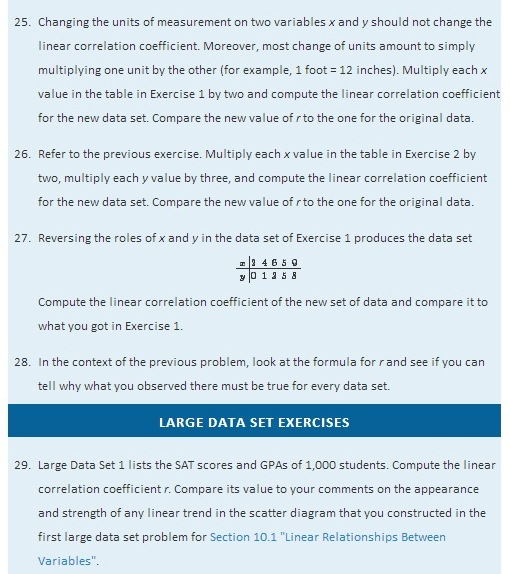 25. Changing the units of measurement on two variables x and y should not change the
linear correlation coefficient. Moreover, most change of units amount to simply
multiplying one unit by the other (for example, 1 foot = 12 inches). Multiply each x
value in the table in Exercise 1 by two and compute the linear correlation coefficient
for the new data set. Compare the new value of r to the one for the original data.
26. Refer to the previous exercise. Multiply each x value in the table in Exercise 2 by
two, multiply each y value by three, and compute the linear correlation coefficient
for the new data set. Compare the new value of r to the one for the original data.
27. Reversing the roles of x and y in the data set of Exercise 1 produces the data set
x 4 6 5
y 0 1 5
Compute the linear correlation coefficient of the new set of data and compare it to
what you got in Exercise 1.
28. In the context of the previous problem, look at the formula for r and see if you can
tell why what you observed there must be true for every data set.
LARGE DATA SET EXERCISES
29. Large Data Set 1 lists the SAT scores and GPAs of 1,000 students. Compute the linear
correlation coefficient r. Compare its value to your comments on the appearance
and strength of any linear trend in the scatter diagram that you constructed in the
first large data set problem for Section 10.1 "Linear Relationships Between
Variables".